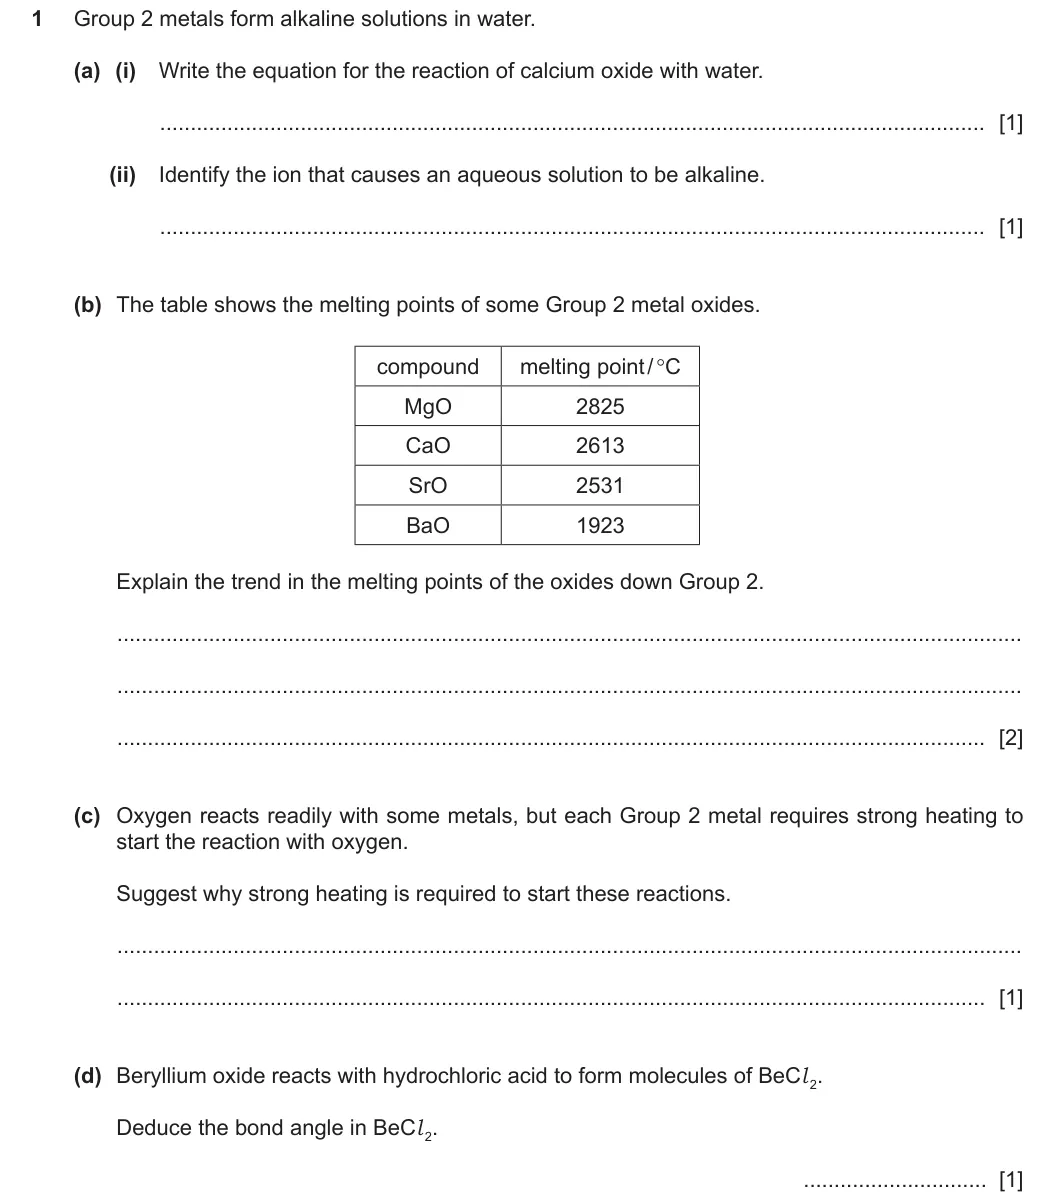 1 Group 2 metals form alkaline solutions in water.
(a) (i) Write the equation for the reaction of calcium oxide with water.
...................................................................................................................................... [1]
(ii) Identify the ion that causes an aqueous solution to be alkaline.
...................................................................................................................................... [1]
(b) The table shows the melting points of some Group 2 metal oxides.
compound melting point / °C
MgO 2825
CaO 2613
SrO 2531
BaO 1923
Explain the trend in the melting points of the oxides down Group 2.
...................................................................................................................................................
...................................................................................................................................................
............................................................................................................................................. [2]
(c) Oxygen reacts readily with some metals, but each Group 2 metal requires strong heating to
start the reaction with oxygen.
Suggest why strong heating is required to start these reactions.
...................................................................................................................................................
............................................................................................................................................. [1]
(d) Beryllium oxide reacts with hydrochloric acid to form molecules of BeCl₂.
Deduce the bond angle in BeCl₂.
.............................. [1]